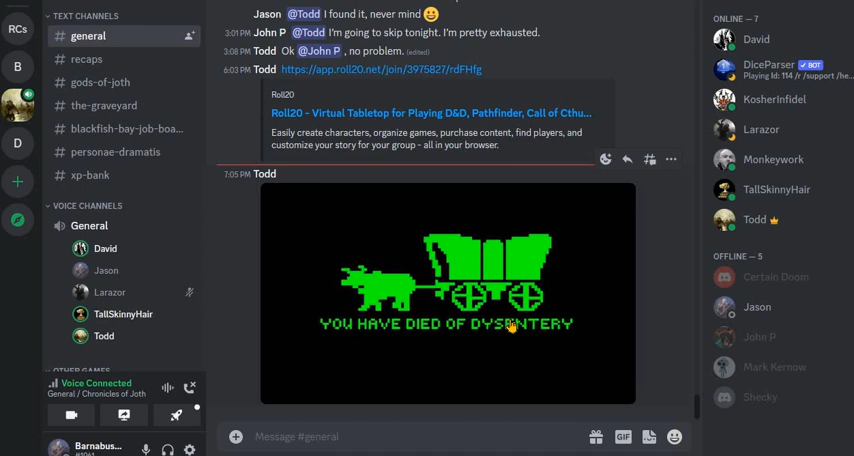 RCs
B
D
TEXT CHANNELS
# general
# recaps
# gods-of-joth
# the-graveyard
# blackfish-bay-job-boa...
# personae-dramatis
# xp-bank
VOICE CHANNELS
General
David
Jason
Larazor
TallSkinnyHair
Todd
OTHER GAMES
Voice Connected
General / Chronicles of Joth
Barnabus...
#1061
Jason @Todd I found it, never mind
3:01 PM John P @Todd I'm going to skip tonight. I'm pretty exhausted.
3:08 PM Todd Ok @John P , no problem. (edited)
6:03 PM Todd https://app.roll20.net/join/3975827/rdFHfg
Roll20
Roll20 - Virtual Tabletop for Playing D&D, Pathfinder, Call of Cthu...
Easily create characters, organize games, purchase content, find players, and
customize your story for your group - all in your browser.
7:05 PM Todd
YOU HAVE DIED OF DYSENTERY
Message #general
GIF
ONLINE — 7
David
DiceParser BOT
Playing Id: 114 /r /support /he...
KosherInfidel
Larazor
Monkeywork
TallSkinnyHair
Todd
OFFLINE — 5
Certain Doom
Jason
John P
Mark Kernow
Shecky